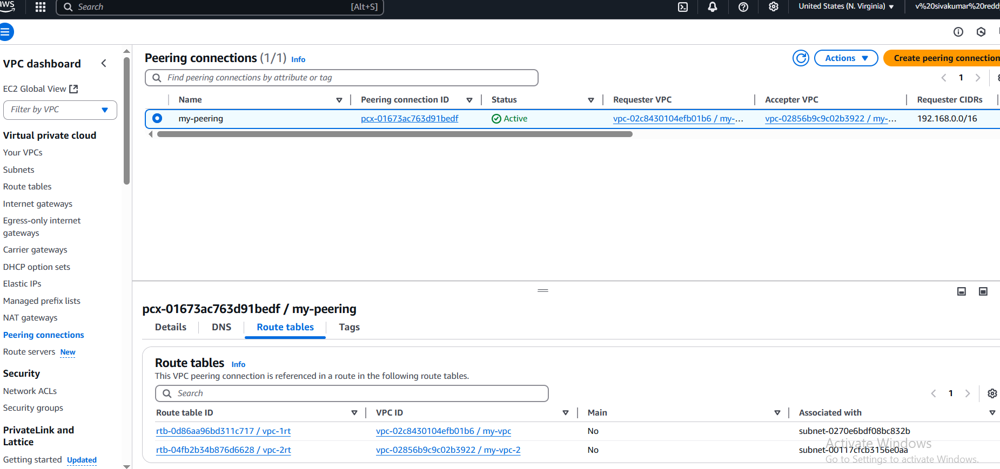 aws
Search [Alt+S]
United States (N. Virginia) v%20sivakumar%20reddy
VPC dashboard
EC2 Global View
Filter by VPC
Virtual private cloud
Your VPCs
Subnets
Route tables
Internet gateways
Egress-only internet
gateways
Carrier gateways
DHCP option sets
Elastic IPs
Managed prefix lists
NAT gateways
Peering connections
Route servers New
Security
Network ACLs
Security groups
PrivateLink and
Lattice
Getting started Updated
Peering connections (1/1) Info
Actions
Create peering connection
Find peering connections by attribute or tag
1
Name Peering connection ID Status Requester VPC Accepter VPC Requester CIDRs
my-peering pcx-01673ac763d91bedf Active vpc-02c8430104efb01b6 / my-... vpc-02856b9c9c02b3922 / my-... 192.168.0.0/16
pcx-01673ac763d91bedf / my-peering
Details DNS Route tables Tags
Route tables Info
This VPC peering connection is referenced in a route in the following route tables.
Search
1
Route table ID VPC ID Main Associated with
rtb-0d86aa96bd311c717 / vpc-1rt vpc-02c8430104efb01b6 / my-vpc No subnet-0270e6bdf08bc832b
rtb-04fb2b34b876d6628 / vpc-2rt vpc-02856b9c9c02b3922 / my-vpc-2 No subnet-00117cfcb3156e0aa
Activate Windows
Go to Settings to activate Windows.